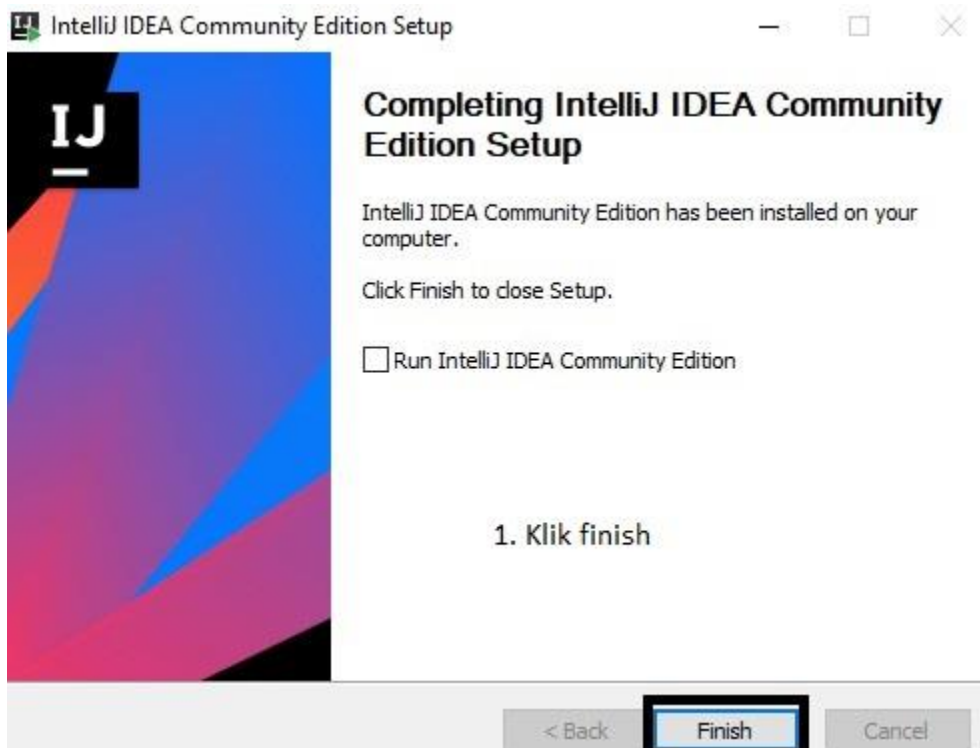 IntelliJ IDEA Community Edition Setup
IJ
Completing IntelliJ IDEA Community
Edition Setup
IntelliJ IDEA Community Edition has been installed on your
computer.
Click Finish to close Setup.
Run IntelliJ IDEA Community Edition
1. Klik finish
< Back Finish Cancel